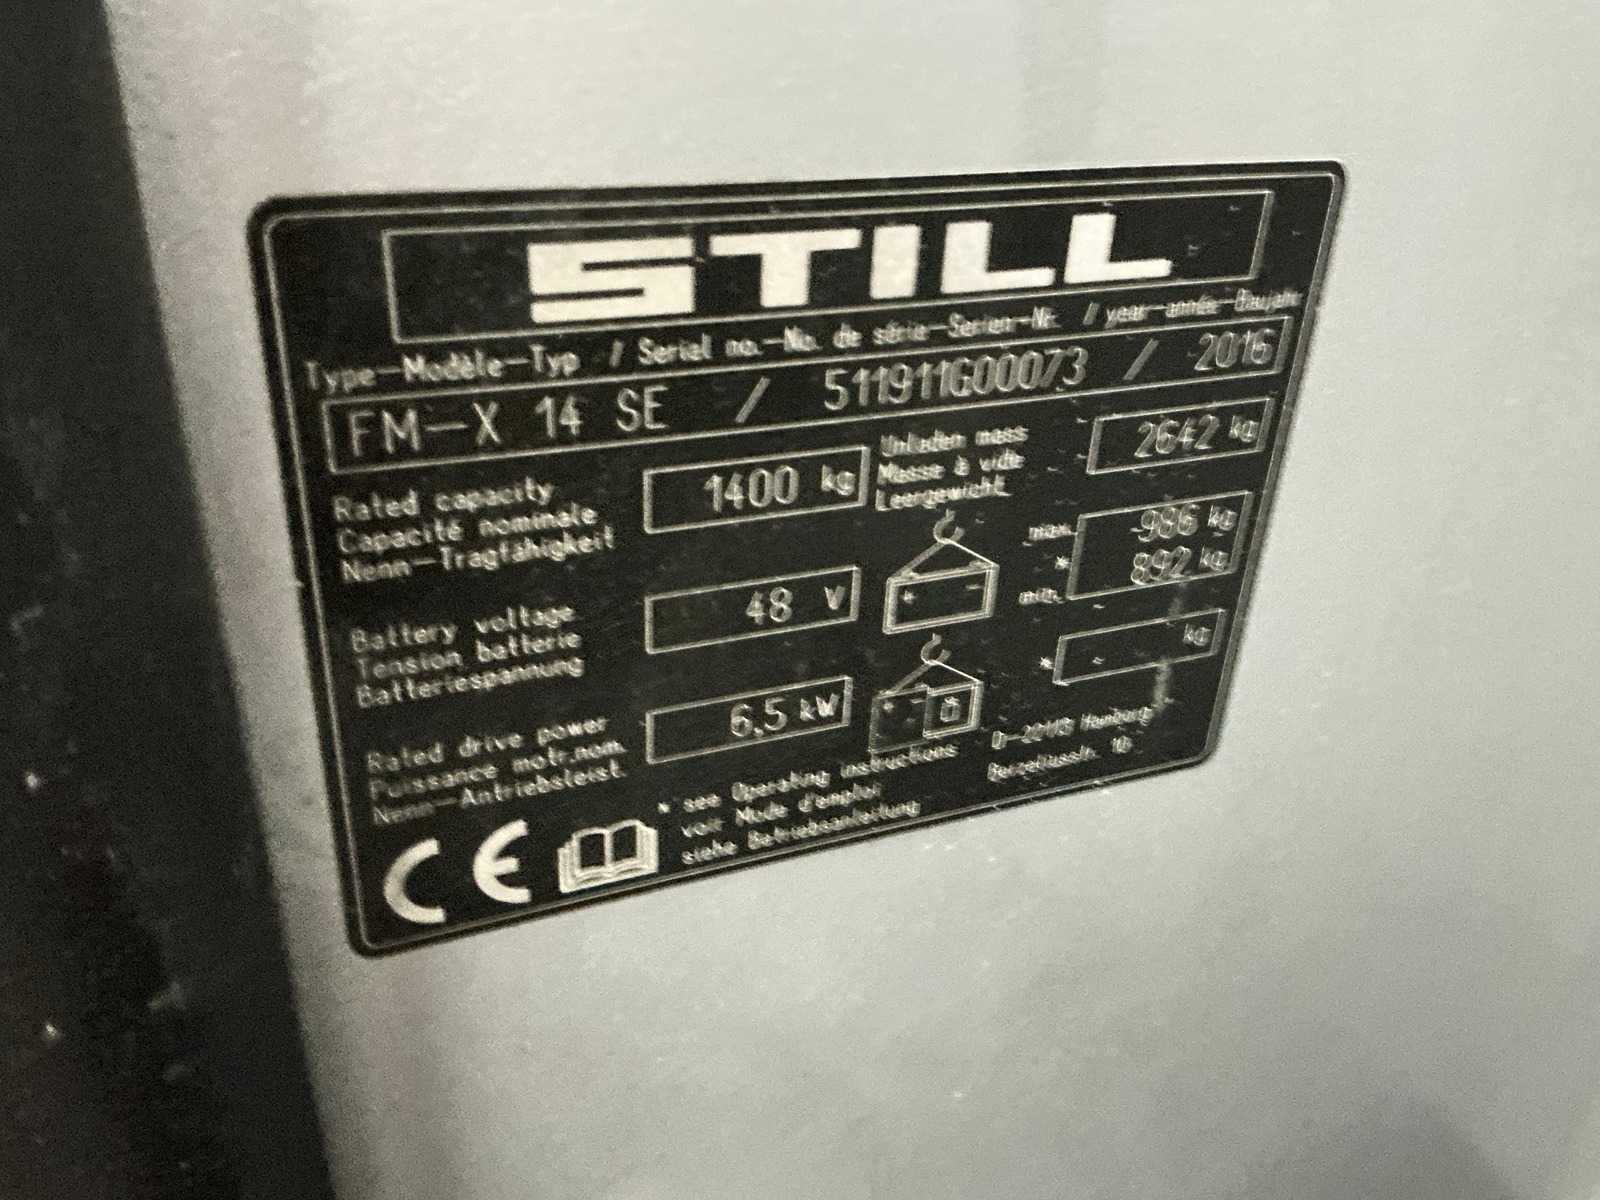 STILL
Type-Modèle-Typ / Serial no.-No. de série-Serien-Nr. // year-année-Baujahr
FM-X 14 SE / 511911G00073 / 2016
Rated capacity
Capacité nominale
Nenn-Tragfähigkeit
1400 kg
Unladen mass
Masse à vide
Leergewicht
2642 kg
Battery voltage
Tension batterie
Batteriespannung
48 V
max. 986 kg
* 892 kg
min.
* - kg
Rated drive power
Puissance motr.nom.
Nenn-Antriebsleist.
6.5 kW
* see Operating instructions
voir Mode d'emploi
siehe Betriebsanleitung
D-22113 Hamburg
Berzeliusstr. 10
CE